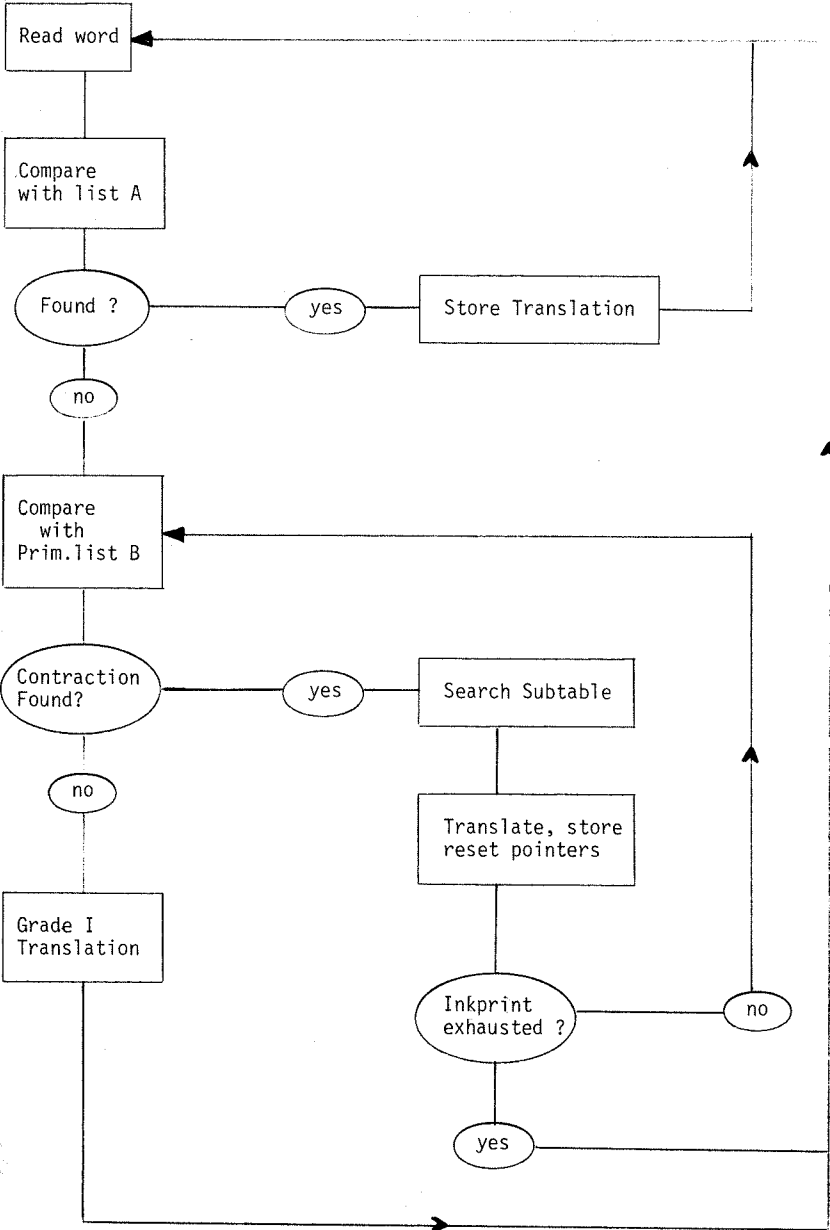 Read word
Compare
with list A
Found ?
yes
Store Translation
no
Compare
with
Prim.list B
Contraction
Found?
yes
Search Subtable
no
Translate, store
reset pointers
Grade I
Translation
Inkprint
exhausted ?
no
yes